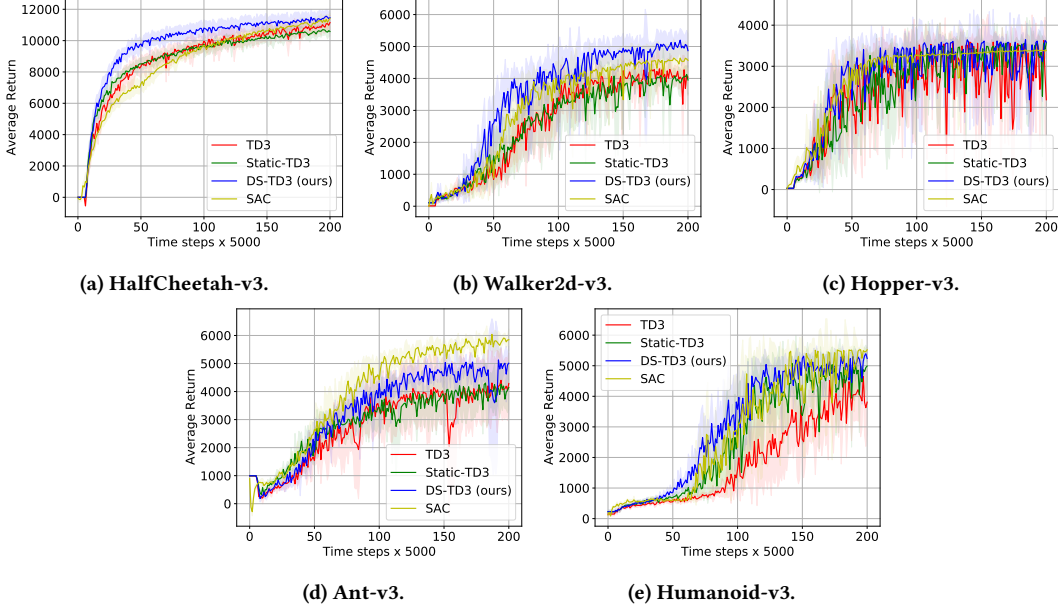 12000
10000
8000
6000
4000
2000
0
Average Return
TD3
Static-TD3
DS-TD3 (ours)
SAC
0 50 100 150 200
Time steps x 5000
(a) HalfCheetah-v3.
6000
5000
4000
3000
2000
1000
0
Average Return
TD3
Static-TD3
DS-TD3 (ours)
SAC
0 50 100 150 200
Time steps x 5000
(b) Walker2d-v3.
4000
3000
2000
1000
0
Average Return
TD3
Static-TD3
DS-TD3 (ours)
SAC
0 50 100 150 200
Time steps x 5000
(c) Hopper-v3.
6000
5000
4000
3000
2000
1000
0
Average Return
TD3
Static-TD3
DS-TD3 (ours)
SAC
0 50 100 150 200
Time steps x 5000
(d) Ant-v3.
6000
5000
4000
3000
2000
1000
0
Average Return
TD3
Static-TD3
DS-TD3 (ours)
SAC
0 50 100 150 200
Time steps x 5000
(e) Humanoid-v3.